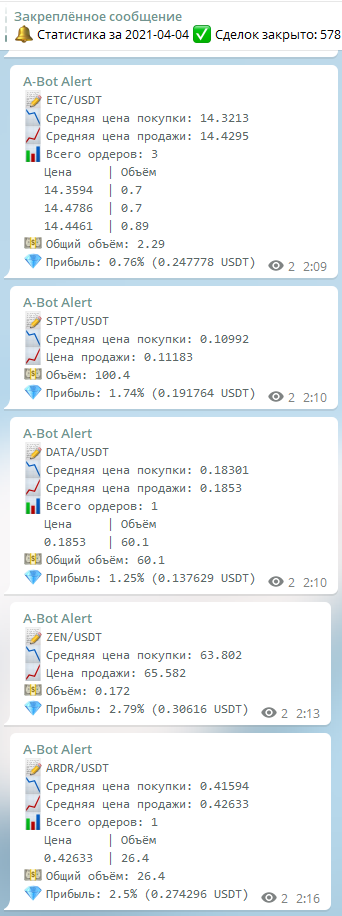 Закреплённое сообщение
Статистика за 2021-04-04 Сделок закрыто: 578
A-Bot Alert
ETC/USDT
Средняя цена покупки: 14.3213
Средняя цена продажи: 14.4295
Всего ордеров: 3
Цена | Объём
14.3594 | 0.7
14.4786 | 0.7
14.4461 | 0.89
Общий объём: 2.29
Прибыль: 0.76% (0.247778 USDT) 2 2:09
A-Bot Alert
STPT/USDT
Средняя цена покупки: 0.10992
Цена продажи: 0.11183
Объём: 100.4
Прибыль: 1.74% (0.191764 USDT) 2 2:10
A-Bot Alert
DATA/USDT
Средняя цена покупки: 0.18301
Средняя цена продажи: 0.1853
Всего ордеров: 1
Цена | Объём
0.1853 | 60.1
Общий объём: 60.1
Прибыль: 1.25% (0.137629 USDT) 2 2:10
A-Bot Alert
ZEN/USDT
Средняя цена покупки: 63.802
Цена продажи: 65.582
Объём: 0.172
Прибыль: 2.79% (0.30616 USDT) 2 2:13
A-Bot Alert
ARDR/USDT
Средняя цена покупки: 0.41594
Средняя цена продажи: 0.42633
Всего ордеров: 1
Цена | Объём
0.42633 | 26.4
Общий объём: 26.4
Прибыль: 2.5% (0.274296 USDT) 2 2:16